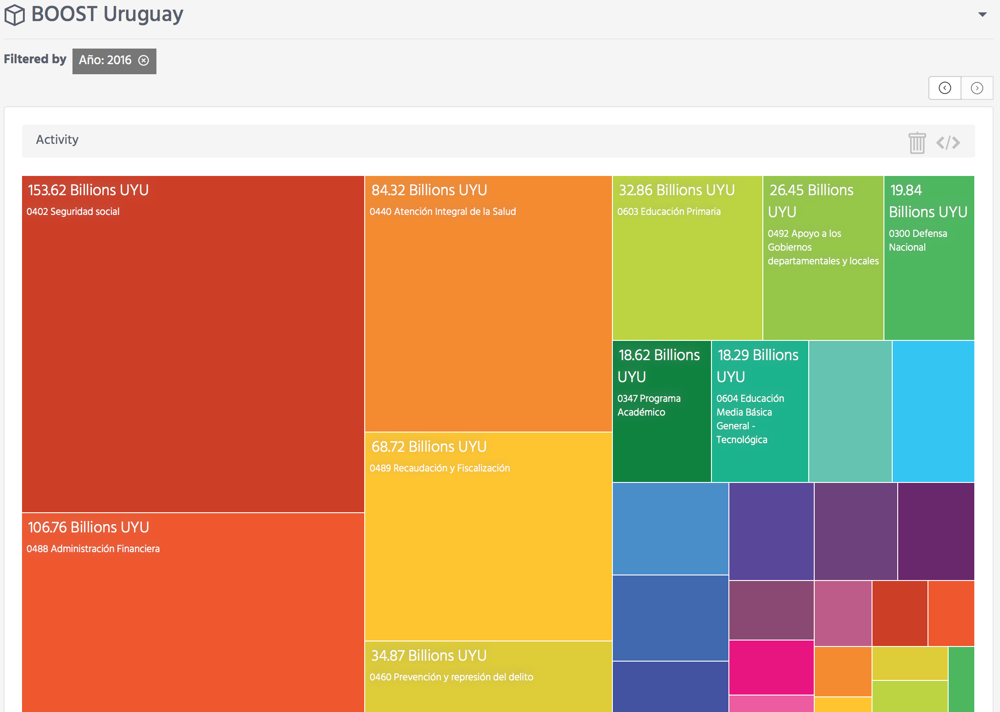 BOOST Uruguay
Filtered by
Año: 2016
Activity
153.62 Billions UYU
0402 Seguridad social
84.32 Billions UYU
0440 Atención Integral de la Salud
32.86 Billions UYU
0603 Educación Primaria
26.45 Billions
UYU
0492 Apoyo a los
Gobiernos
departamentales y locales
19.84
Billions UYU
0300 Defensa
Nacional
18.62 Billions
UYU
0347 Programa
Académico
18.29 Billions
UYU
0604 Educación
Media Básica
General -
Tecnológica
68.72 Billions UYU
0489 Recaudación y Fiscalización
106.76 Billions UYU
0488 Administración Financiera
34.87 Billions UYU
0460 Prevención y represión del delito